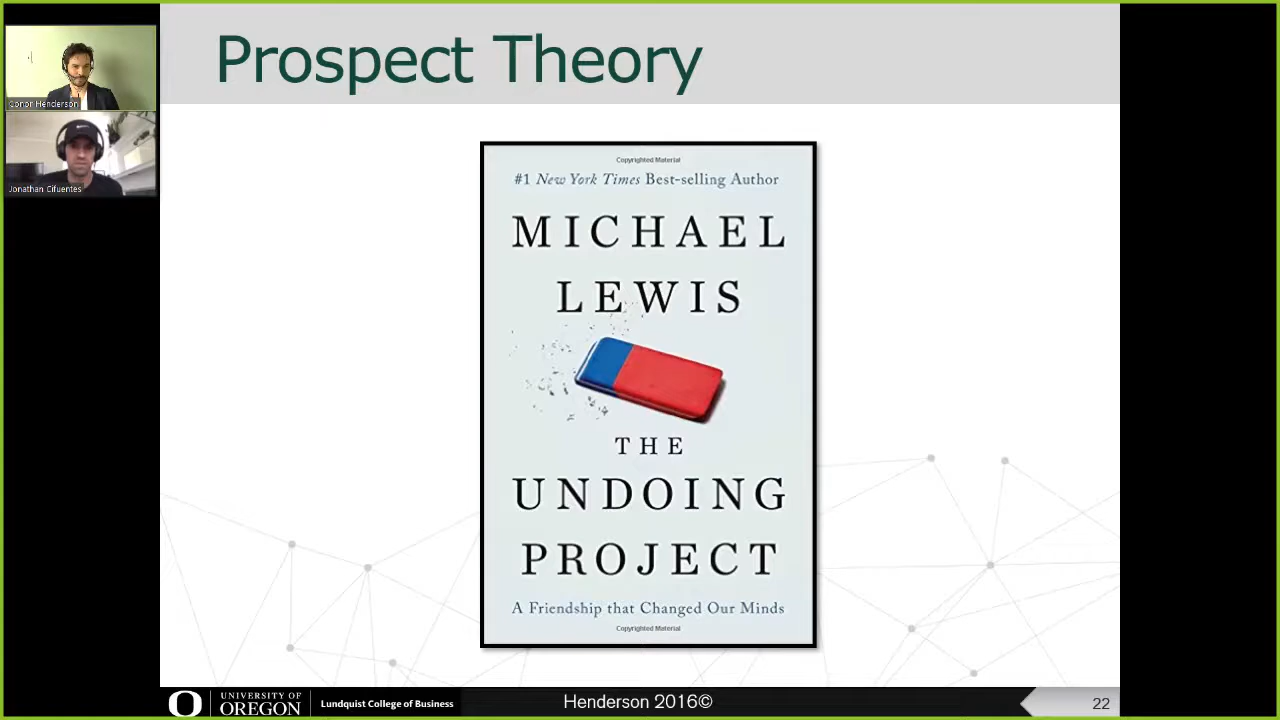 Prospect Theory
Conor Henderson
Jonathan Cifuentes
Copyrighted Material
#1 New York Times Best-selling Author
MICHAEL
LEWIS
THE
UNDOING
PROJECT
A Friendship that Changed Our Minds
Copyrighted Material
O
UNIVERSITY OF
OREGON
Lundquist College of Business
Henderson 2016©
22